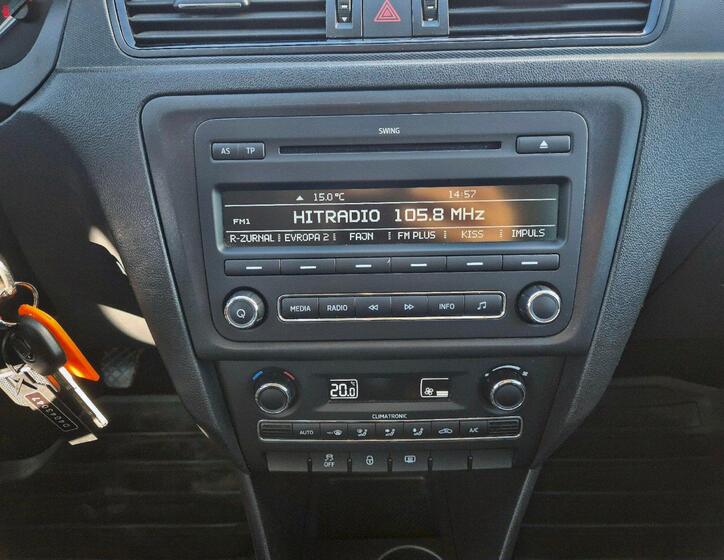 SWING
AS TP
15.0°C 14:57
FM1 HITRADIO 105.8 MHz
R-ZURNAL EVROPA 2 FAJN FM PLUS KISS IMPULS
Q MEDIA RADIO INFO
20.0
CLIMATRONIC
AUTO A/C
OFF